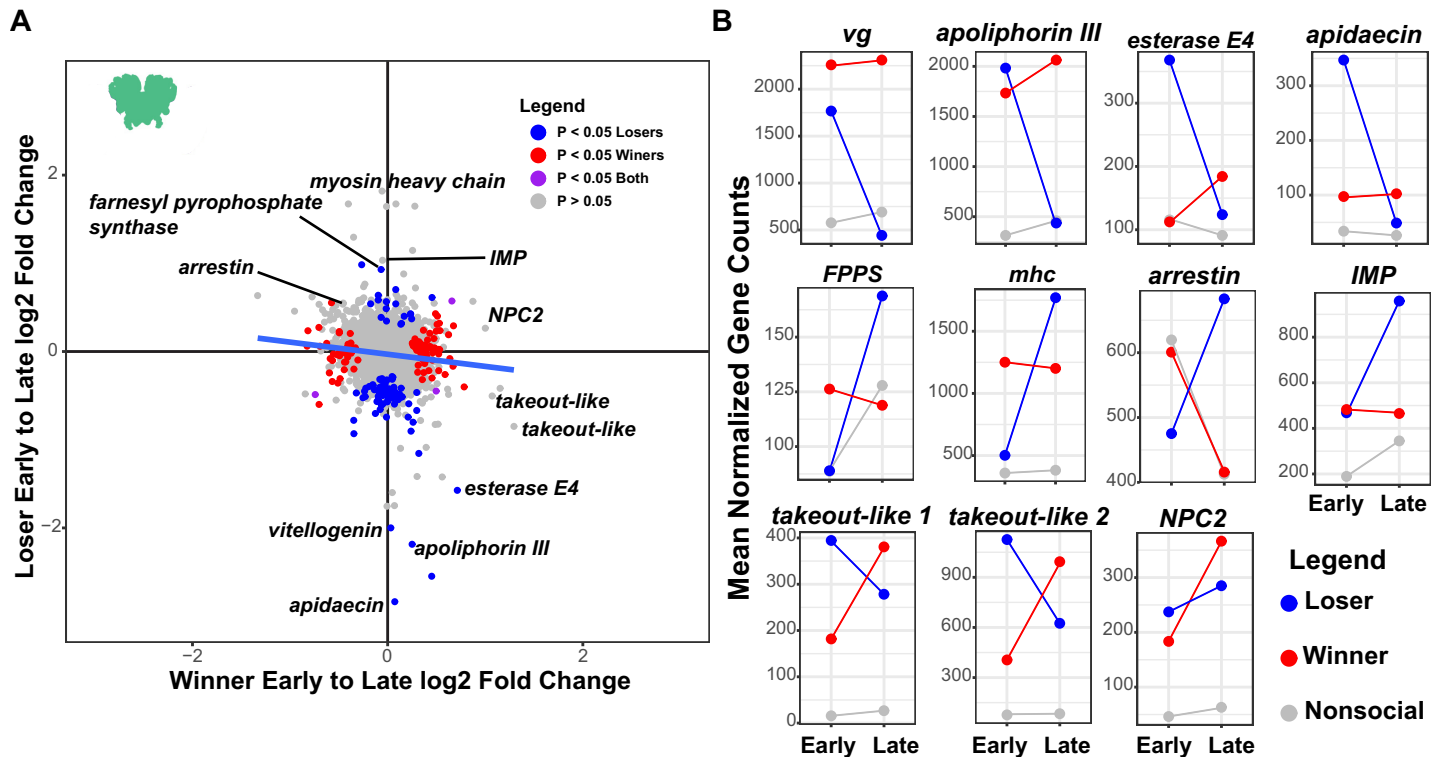 A
Loser Early to Late log2 Fold Change
2
0
−2
Legend
P < 0.05 Losers
P < 0.05 Winers
P < 0.05 Both
P > 0.05
myosin heavy chain
farnesyl pyrophosphate
synthase
IMP
arrestin
NPC2
takeout-like
takeout-like
esterase E4
vitellogenin
apoliphorin III
apidaecin
−2
0
2
Winner Early to Late log2 Fold Change
B
Mean Normalized Gene Counts
vg
2250
2000
1750
1500
1250
1000
750
500
apoliphorin III
2000
1500
1000
500
esterase E4
300
200
100
apidaecin
300
200
100
FPPS
150
125
100
mhc
1500
1000
500
arrestin
600
500
400
IMP
800
600
400
200
Early Late
takeout-like 1
400
300
200
100
0
Early Late
takeout-like 2
900
600
300
Early Late
NPC2
300
200
100
Early Late
Legend
Loser
Winner
Nonsocial